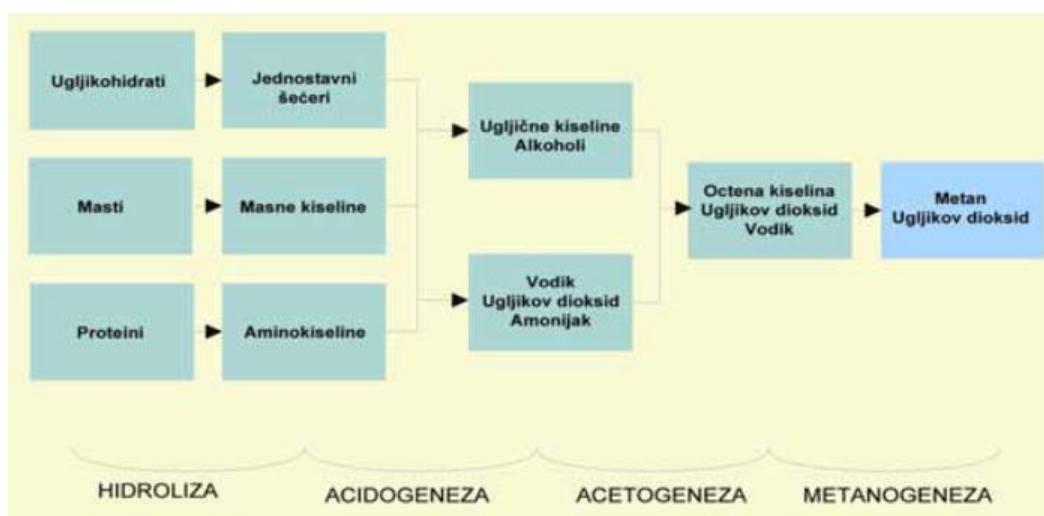 Ugljikohidrati
Jednostavni
šećeri
Masti
Masne kiseline
Proteini
Aminokiseline
Ugljične kiseline
Alkoholi
Vodik
Ugljikov dioksid
Amonijak
Octena kiselina
Ugljikov dioksid
Vodik
Metan
Ugljikov dioksid
HIDROLIZA
ACIDOGENEZA
ACETOGENEZA
METANOGENEZA